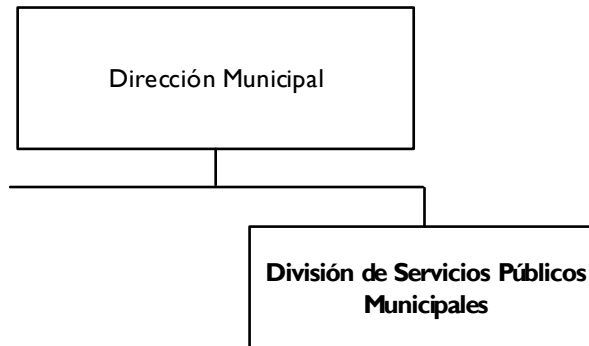 Dirección Municipal
División de Servicios Públicos
Municipales